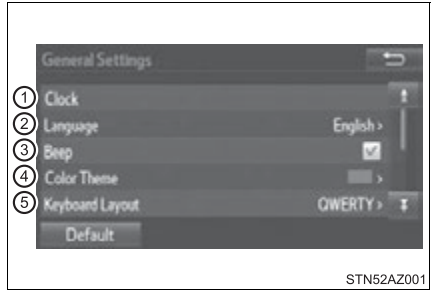 General Settings
1 Clock
2 Language English >
3 Beep
4 Color Theme >
5 Keyboard Layout QWERTY >
Default
STN52AZ001